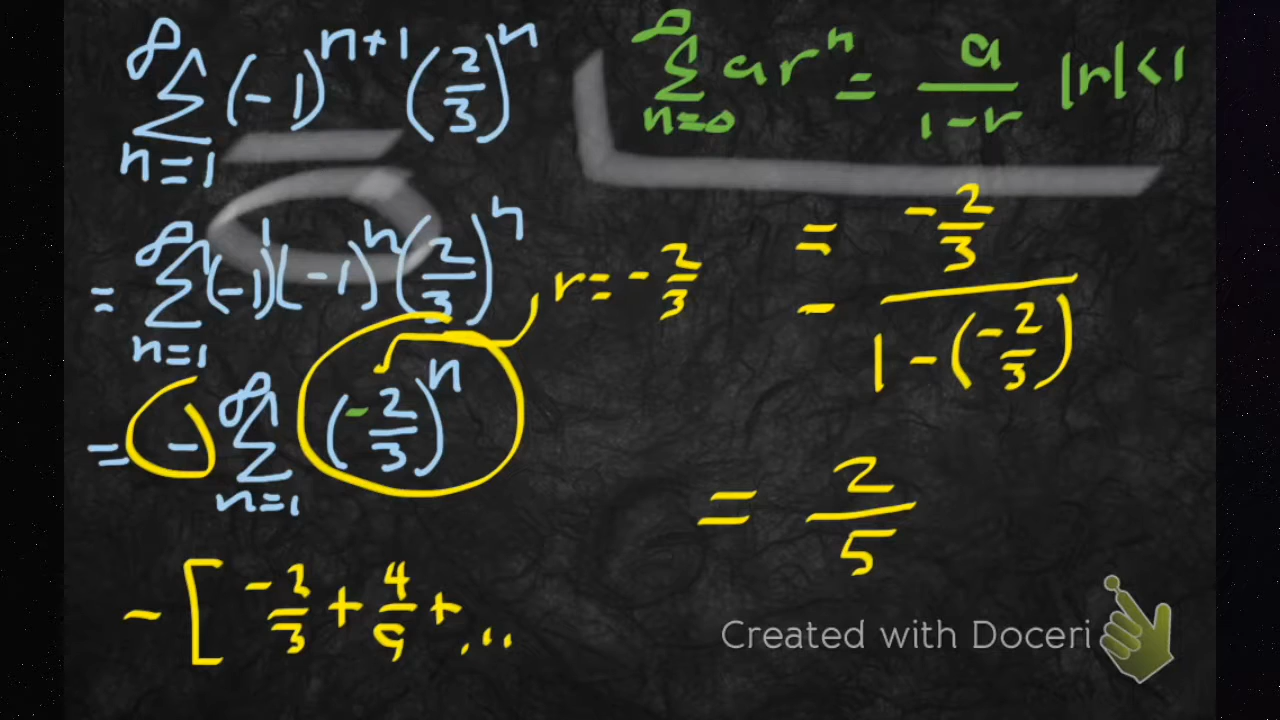 ∞∑n=1 (-1)^(n+1) (2/3)^n
∞∑n=0 ar^n = a/(1-r) |r|<1
= ∞∑n=1 (-1)^1 (-1)^n (2/3)^n
r = -2/3
= - (-2/3)/(1-(-2/3))
= - ∞∑n=1 (-2/3)^n
= 2/5
- [ -2/3 + 4/9 + ...
Created with Doceri